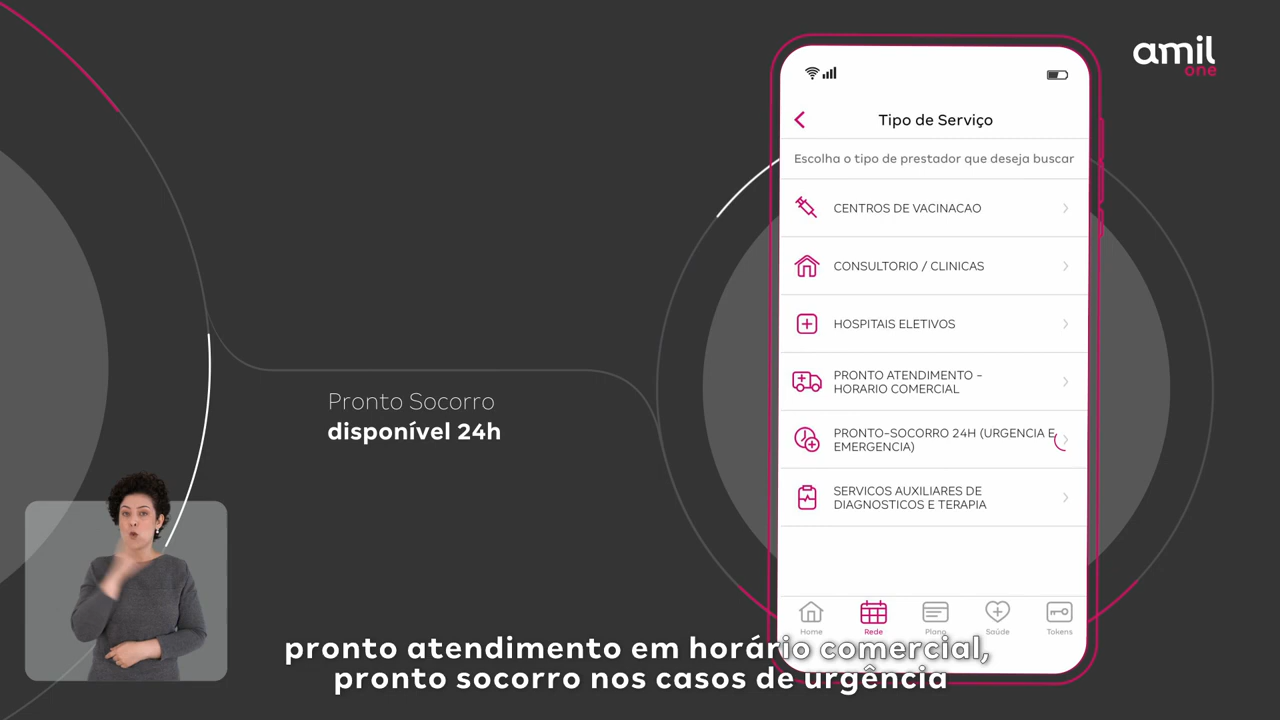 amil
one
Tipo de Serviço
Escolha o tipo de prestador que deseja buscar
CENTROS DE VACINACAO
CONSULTORIO / CLINICAS
HOSPITAIS ELETIVOS
PRONTO ATENDIMENTO –
HORARIO COMERCIAL
PRONTO-SOCORRO 24H (URGENCIA E
EMERGENCIA)
SERVICOS AUXILIARES DE
DIAGNOSTICOS E TERAPIA
Pronto Socorro
disponível 24h
Home
Rede
Plano
Saúde
Tokens
pronto atendimento em horário comercial,
pronto socorro nos casos de urgência